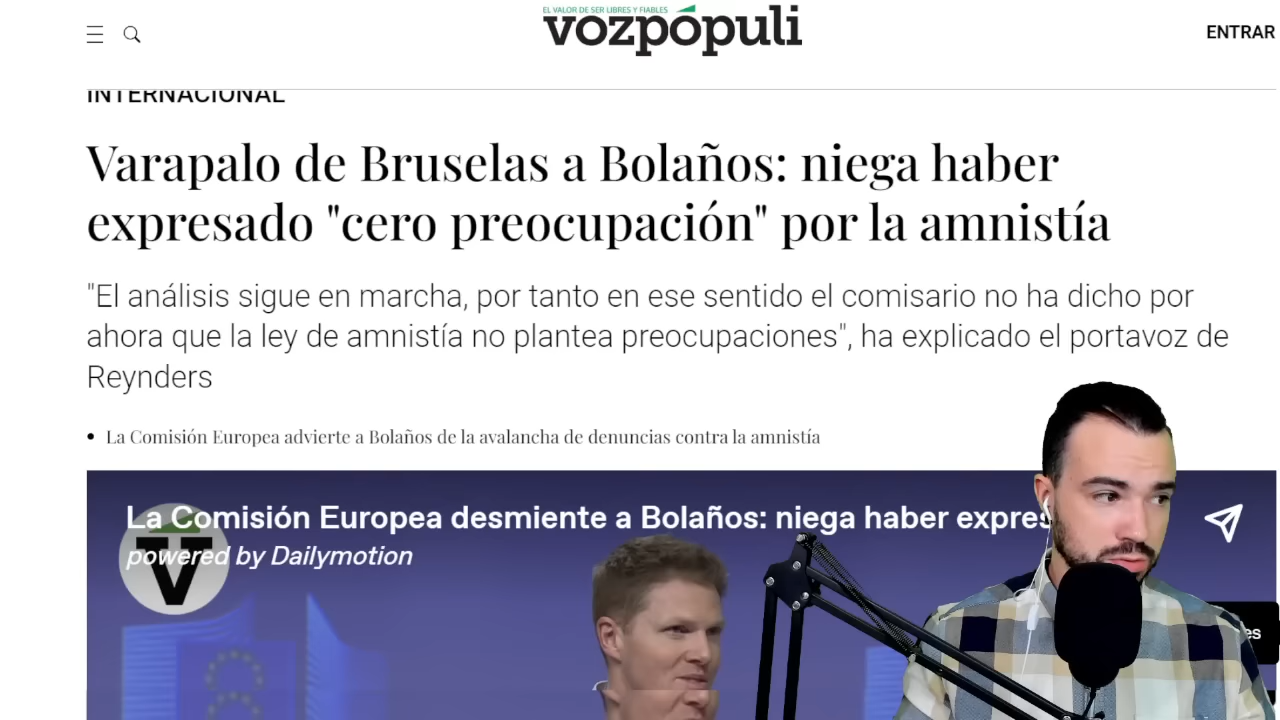 EL VALOR DE SER LIBRES Y FIABLES
vozpópuli
ENTRAR
INTERNACIONAL
Varapalo de Bruselas a Bolaños: niega haber
expresado "cero preocupación" por la amnistía
"El análisis sigue en marcha, por tanto en ese sentido el comisario no ha dicho por
ahora que la ley de amnistía no plantea preocupaciones", ha explicado el portavoz de
Reynders
• La Comisión Europea advierte a Bolaños de la avalancha de denuncias contra la amnistía
La Comisión Europea desmiente a Bolaños: niega haber expres
powered by Dailymotion
V
es